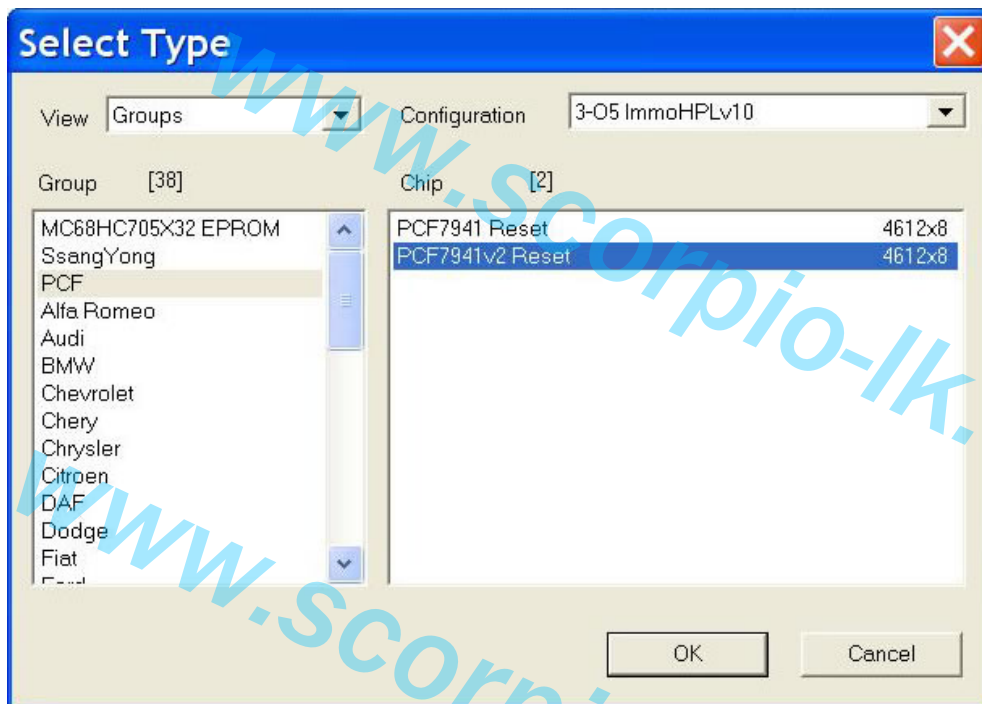 Select Type
View Groups Configuration 3-O5 ImmoHPLv10
Group [38] Chip [2]
MC68HC705X32 EPROM
SsangYong
PCF
Alfa Romeo
Audi
BMW
Chevrolet
Chery
Chrysler
Citroen
DAF
Dodge
Fiat
PCF7941 Reset 4612x8
PCF7941v2 Reset 4612x8
OK Cancel
www.scorpio-lk.
www.scorpio